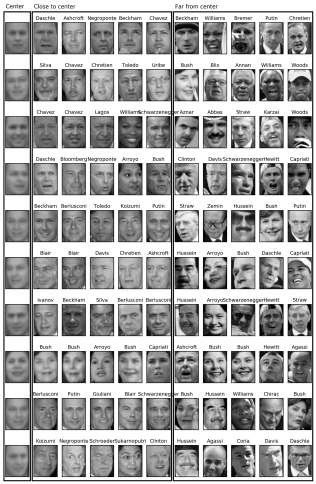 Center Close to center Far from center
Daschle Ashcroft Negroponte Beckham Chavez Beckham Williams Bremer Putin Chretien
Silva Chavez Chretien Toledo Uribe Bush Blix Annan Williams Woods
Chavez Chavez Lagos Williams Schwarzenegger Aznar Abbas Straw Karzai Woods
Daschle Bloomberg Negroponte Arroyo Bush Clinton Davis Schwarzenegger Hewitt Capriati
Beckham Berlusconi Toledo Koizumi Putin Straw Zemin Hussein Bush Putin
Blair Blair Davis Chretien Ashcroft Hussein Arroyo Bush Daschle Capriati
Ivanov Beckham Silva Berlusconi Berlusconi Hussein Arroyo Schwarzenegger Hewitt Straw
Bush Bush Arroyo Bush Capriati Ashcroft Bush Bush Hewitt Agassi
Berlusconi Putin Giuliani Blair Schwarzenegger Bush Hussein Williams Chirac Bush
Koizumi Negroponte Schroeder Sukarnoputri Clinton Hussein Agassi Coria Davis Daschle